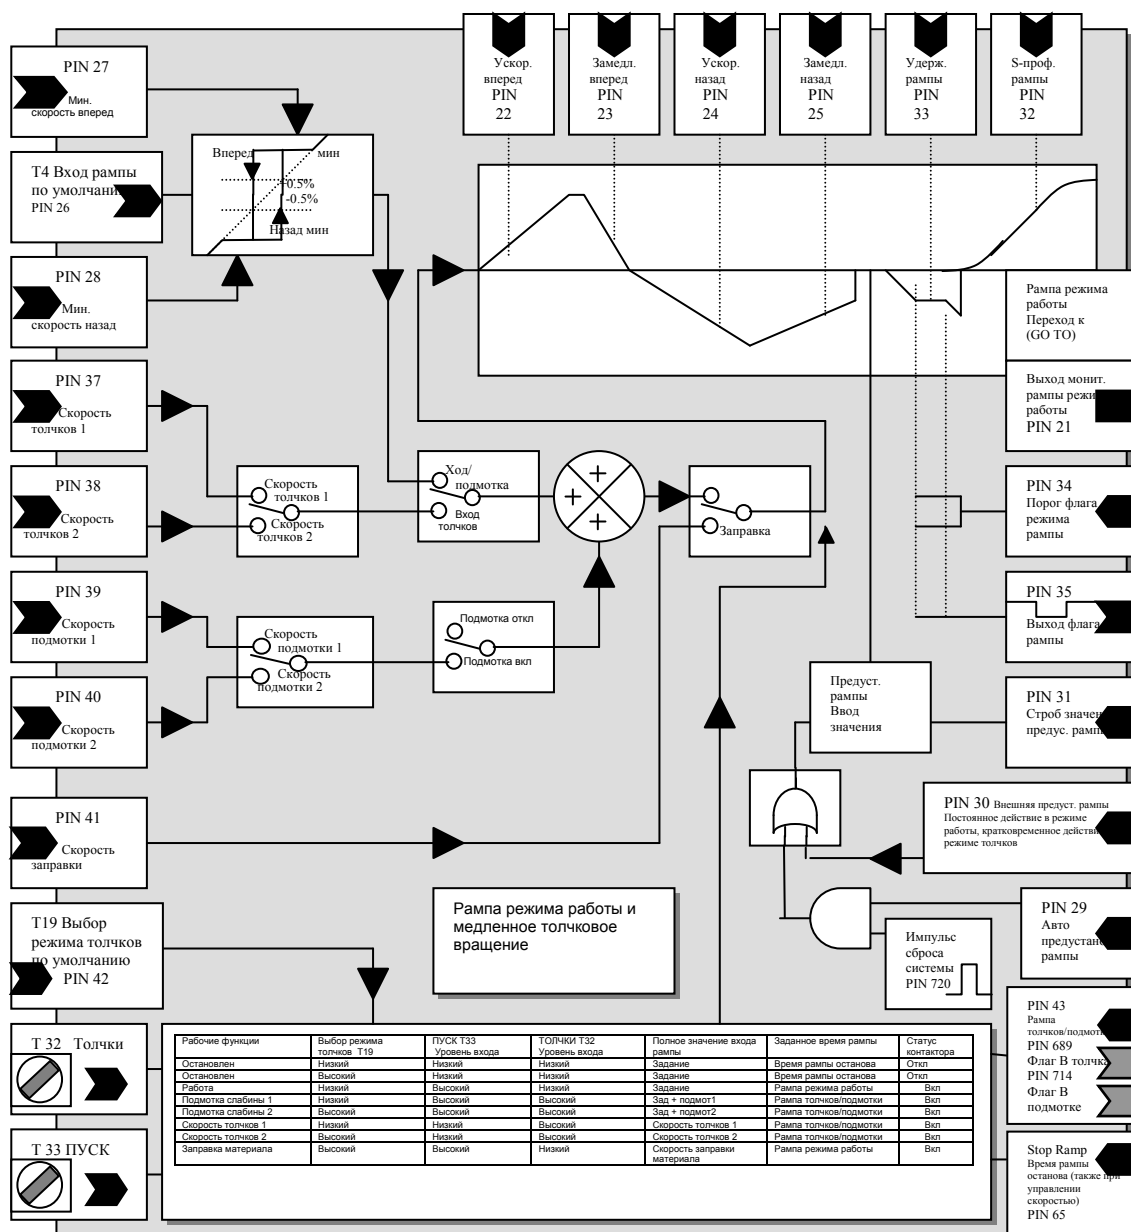 PIN 27
Мин.
скорость вперед
Т4 Вход рампы
по умолчанию
PIN 26
PIN 28
Мин.
скорость назад
PIN 37
Скорость
толчков 1
PIN 38
Скорость
толчков 2
PIN 39
Скорость
подмотки 1
PIN 40
Скорость
подмотки 2
PIN 41
Скорость
заправки
Т19 Выбор
режима толчков
по умолчанию
PIN 42
Т 32 Толчки
Т 33 ПУСК
Вперед мин
+0.5%
-0.5%
Назад мин
Ускор.
вперед
PIN
22
Замедл.
вперед
PIN
23
Ускор.
назад
PIN
24
Замедл.
назад
PIN
25
Удерж.
рампы
PIN
33
S-проф.
рампы
PIN
32
Скорость
толчков 1
Скорость
толчков 2
Ход/
подмотка
Вход
толчков
Заправка
Скорость
подмотки 1
Скорость
подмотки 2
Подмотка откл
Подмотка вкл
Рампа режима
работы
Переход к
(GO TO)
Выход монит.
рампы режи
работы
PIN 21
PIN 34
Порог флага
режима
рампы
PIN 35
Выход флага
рампы
Предуст.
рампы
Ввод
значения
PIN 31
Строб значен
предус. рамп
PIN 30 Внешняя предуст. рампы
Постоянное действие в режиме
работы, кратковременное действи
режиме толчков
PIN 29
Авто
предустано
рампы
Импульс
сброса
системы
PIN 720
Рампа режима работы и
медленное толчковое
вращение
PIN 43
Рампа
толчков/подмотк
PIN 689
Флаг В толчка
PIN 714
Флаг В
подмотке
Stop Ramp
Время рампы
останова (также при
управлении
скоростью)
PIN 65
Рабочие функции Выбор режима толчков Т19 ПУСК Т33 Уровень входа ТОЛЧКИ Т32 Уровень входа Полное значение входа рампы Заданное время рампы Статус контактора
Остановлен Низкий Низкий Низкий Задание Время рампы останова Откл
Остановлен Высокий Низкий Низкий Задание Время рампы останова Откл
Работа Низкий Высокий Низкий Задание Рампа режима работы Вкл
Подмотка слабины 1 Низкий Высокий Высокий Зад + подмот1 Рампа толчков/подмотки Вкл
Подмотка слабины 2 Высокий Высокий Высокий Зад + подмот2 Рампа толчков/подмотки Вкл
Скорость толчков 1 Низкий Низкий Высокий Скорость толчков 1 Рампа толчков/подмотки Вкл
Скорость толчков 2 Высокий Низкий Высокий Скорость толчков 2 Рампа толчков/подмотки Вкл
Заправка материала Высокий Высокий Низкий Скорость заправки материала Рампа режима работы Вкл